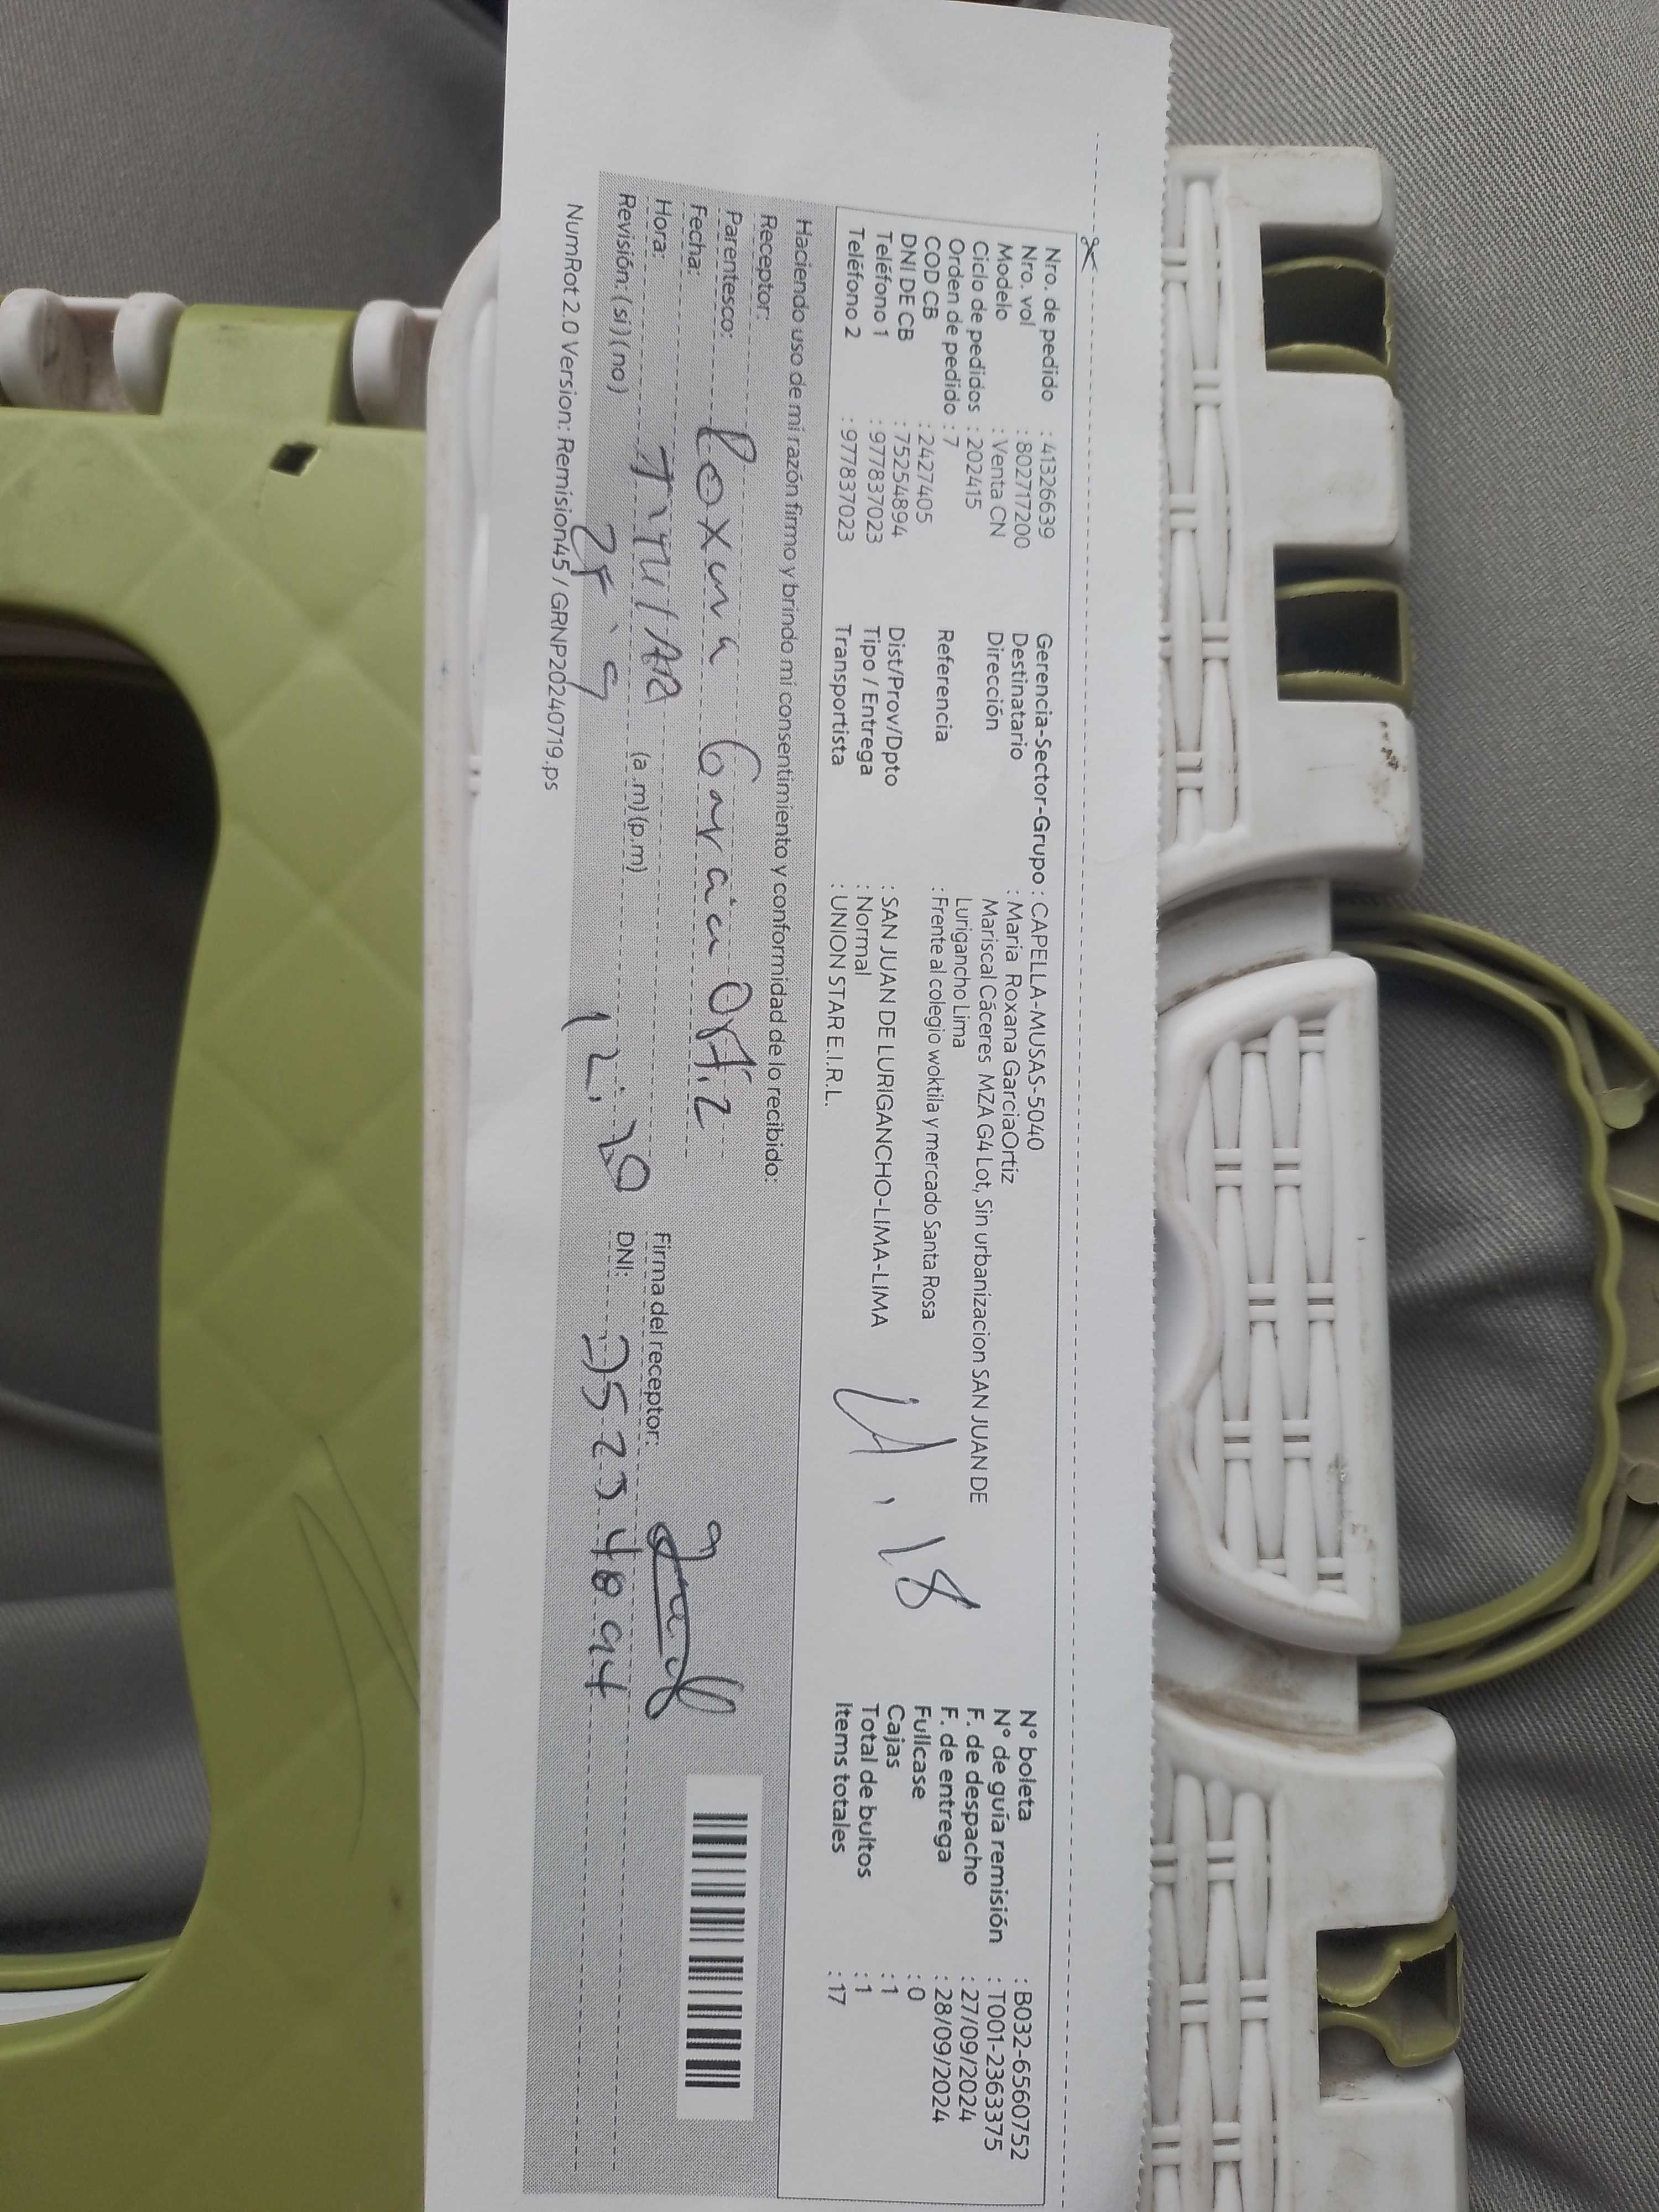 Nro. de pedido : 41326639
Nro. vol : 802717200
Modelo : Venta CN
Ciclo de pedidos : 202415
Orden de pedido : 7
COD CB : 2427405
DNI DE CB : 75254894
Teléfono 1 : 977837023
Teléfono 2 : 977837023
Gerencia-Sector-Grupo : CAPELLA-MUSAS-5040
Destinatario : Maria Roxana GarciaOrtiz
Dirección : Mariscal Cáceres MZA G4 Lot, Sin urbanizacion SAN JUAN DE
Lurigancho Lima
Referencia : Frente al colegio woktila y mercado Santa Rosa
Dist/Prov/Dpto : SAN JUAN DE LURIGANCHO-LIMA-LIMA
Tipo / Entrega : Normal
Transportista : UNION STAR E.I.R.L.
N° boleta : B032-6560752
N° de guía remisión : T001-2363375
F. de despacho : 27/09/2024
F. de entrega : 28/09/2024
Fullcase : 0
Cajas : 1
Total de bultos : 1
Items totales : 17
Haciendo uso de mi razón firmo y brindo mi consentimiento y conformidad de lo recibido:
Receptor: Roxana Garcia Ortiz
Parentesco: Titular
Fecha:
Hora: (a.m)(p.m) 12:20
Revisión: (si) (no)
Firma del receptor:
DNI: 75254894
NumRot 2.0 Version: Remision45 / GRNP20240719.ps